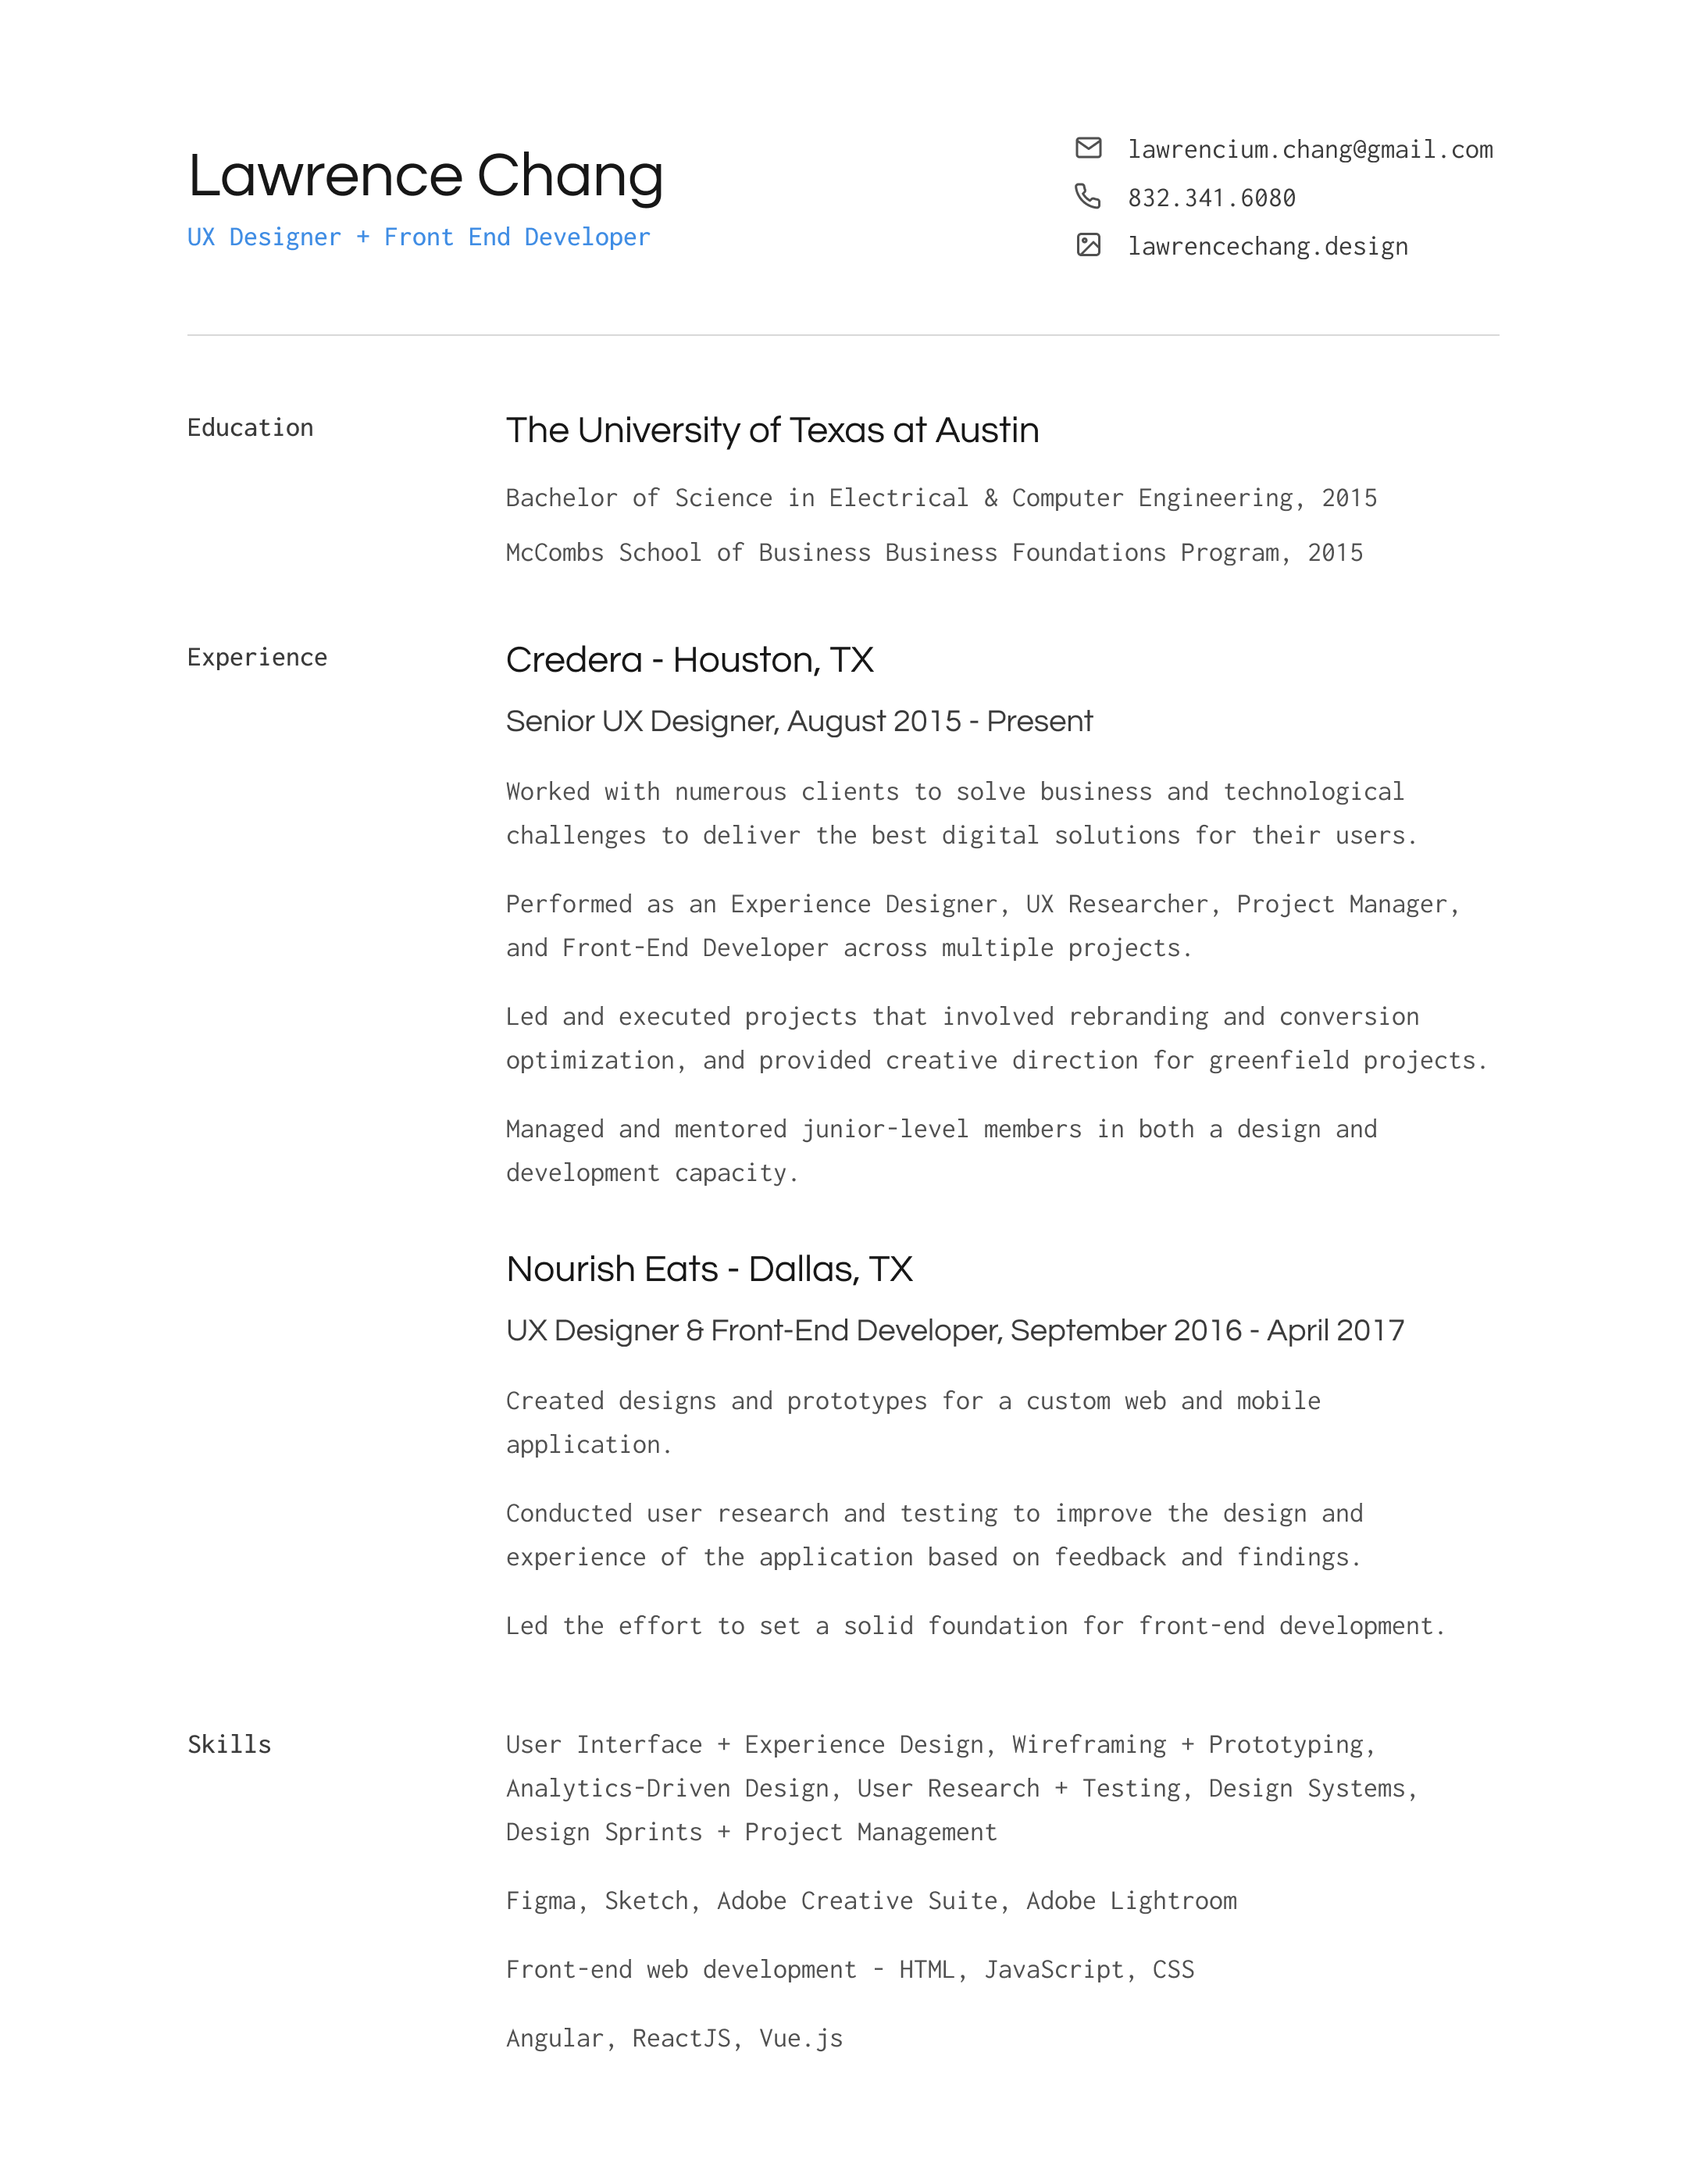 Lawrence Chang
UX Designer + Front End Developer
lawrencium.chang@gmail.com
832.341.6080
lawrencechang.design
Education
The University of Texas at Austin
Bachelor of Science in Electrical & Computer Engineering, 2015
McCombs School of Business Business Foundations Program, 2015
Experience
Credera - Houston, TX
Senior UX Designer, August 2015 - Present
Worked with numerous clients to solve business and technological
challenges to deliver the best digital solutions for their users.
Performed as an Experience Designer, UX Researcher, Project Manager,
and Front-End Developer across multiple projects.
Led and executed projects that involved rebranding and conversion
optimization, and provided creative direction for greenfield projects.
Managed and mentored junior-level members in both a design and
development capacity.
Nourish Eats - Dallas, TX
UX Designer & Front-End Developer, September 2016 - April 2017
Created designs and prototypes for a custom web and mobile
application.
Conducted user research and testing to improve the design and
experience of the application based on feedback and findings.
Led the effort to set a solid foundation for front-end development.
Skills
User Interface + Experience Design, Wireframing + Prototyping,
Analytics-Driven Design, User Research + Testing, Design Systems,
Design Sprints + Project Management
Figma, Sketch, Adobe Creative Suite, Adobe Lightroom
Front-end web development - HTML, JavaScript, CSS
Angular, ReactJS, Vue.js